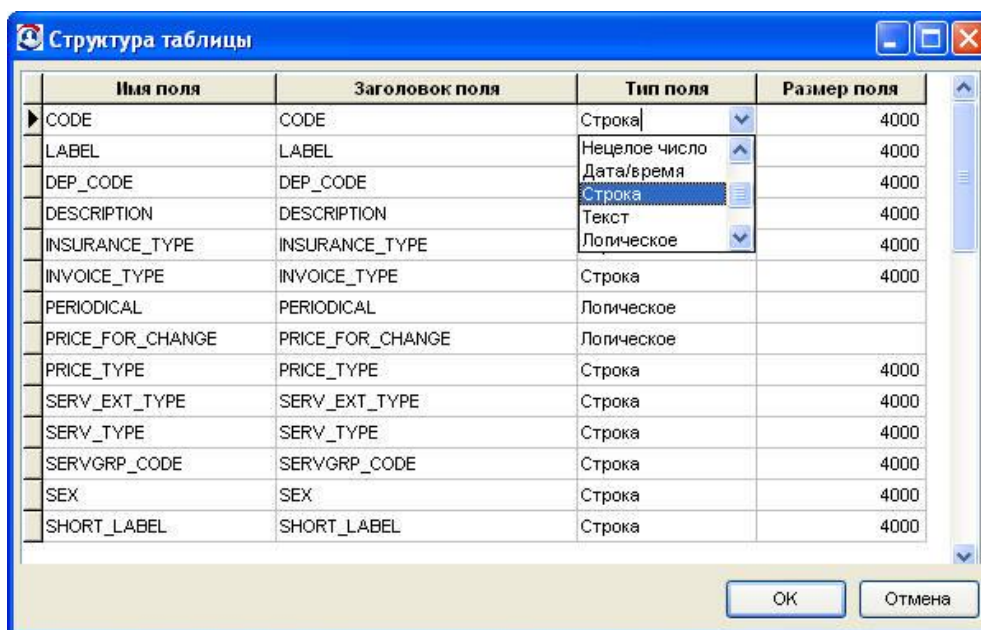 Структура таблицы
Имя поля Заголовок поля Тип поля Размер поля
CODE CODE Строка 4000
LABEL LABEL Нецелое число 4000
DEP_CODE DEP_CODE Дата/время 4000
DESCRIPTION DESCRIPTION Строка 4000
INSURANCE_TYPE INSURANCE_TYPE Текст 4000
Логическое
INVOICE_TYPE INVOICE_TYPE Строка 4000
PERIODICAL PERIODICAL Логическое
PRICE_FOR_CHANGE PRICE_FOR_CHANGE Логическое
PRICE_TYPE PRICE_TYPE Строка 4000
SERV_EXT_TYPE SERV_EXT_TYPE Строка 4000
SERV_TYPE SERV_TYPE Строка 4000
SERVGRP_CODE SERVGRP_CODE Строка 4000
SEX SEX Строка 4000
SHORT_LABEL SHORT_LABEL Строка 4000
OK Отмена